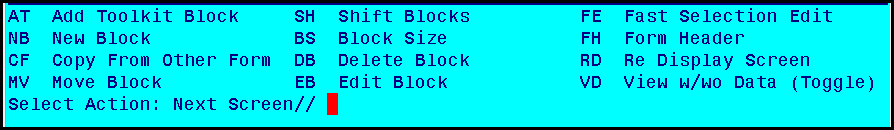 AT  Add Toolkit Block     SH  Shift Blocks          FE  Fast Selection Edit
NB  New Block             BS  Block Size            FH  Form Header
CF  Copy From Other Form  DB  Delete Block          RD  Re Display Screen
MV  Move Block            EB  Edit Block            VD  View w/wo Data (Toggle)
Select Action: Next Screen//